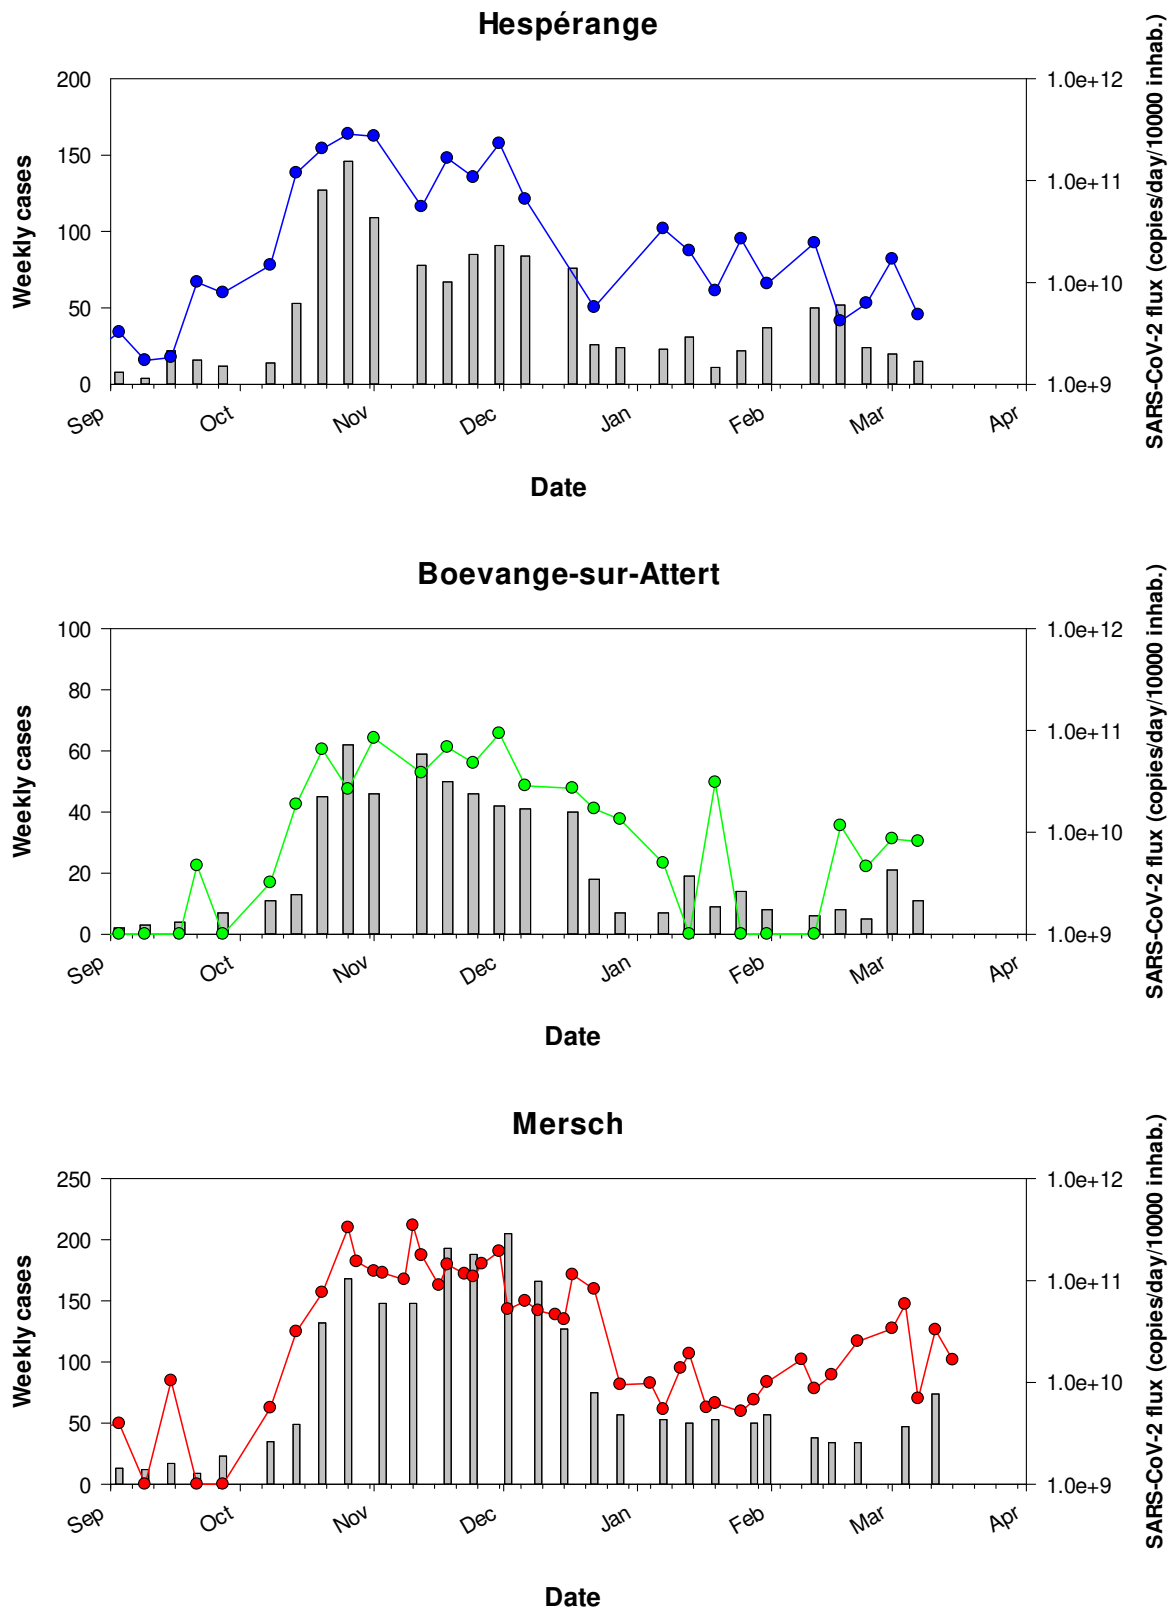 Hespérange
Weekly cases
200
150
100
50
0
1.0e+12
1.0e+11
1.0e+10
1.0e+9
SARS-CoV-2 flux (copies/day/10000 inhab.)
Sep
Oct
Nov
Dec
Jan
Feb
Mar
Apr
Date
Boevange-sur-Attert
Weekly cases
100
80
60
40
20
0
1.0e+12
1.0e+11
1.0e+10
1.0e+9
SARS-CoV-2 flux (copies/day/10000 inhab.)
Sep
Oct
Nov
Dec
Jan
Feb
Mar
Apr
Date
Mersch
Weekly cases
250
200
150
100
50
0
1.0e+12
1.0e+11
1.0e+10
1.0e+9
SARS-CoV-2 flux (copies/day/10000 inhab.)
Sep
Oct
Nov
Dec
Jan
Feb
Mar
Apr
Date